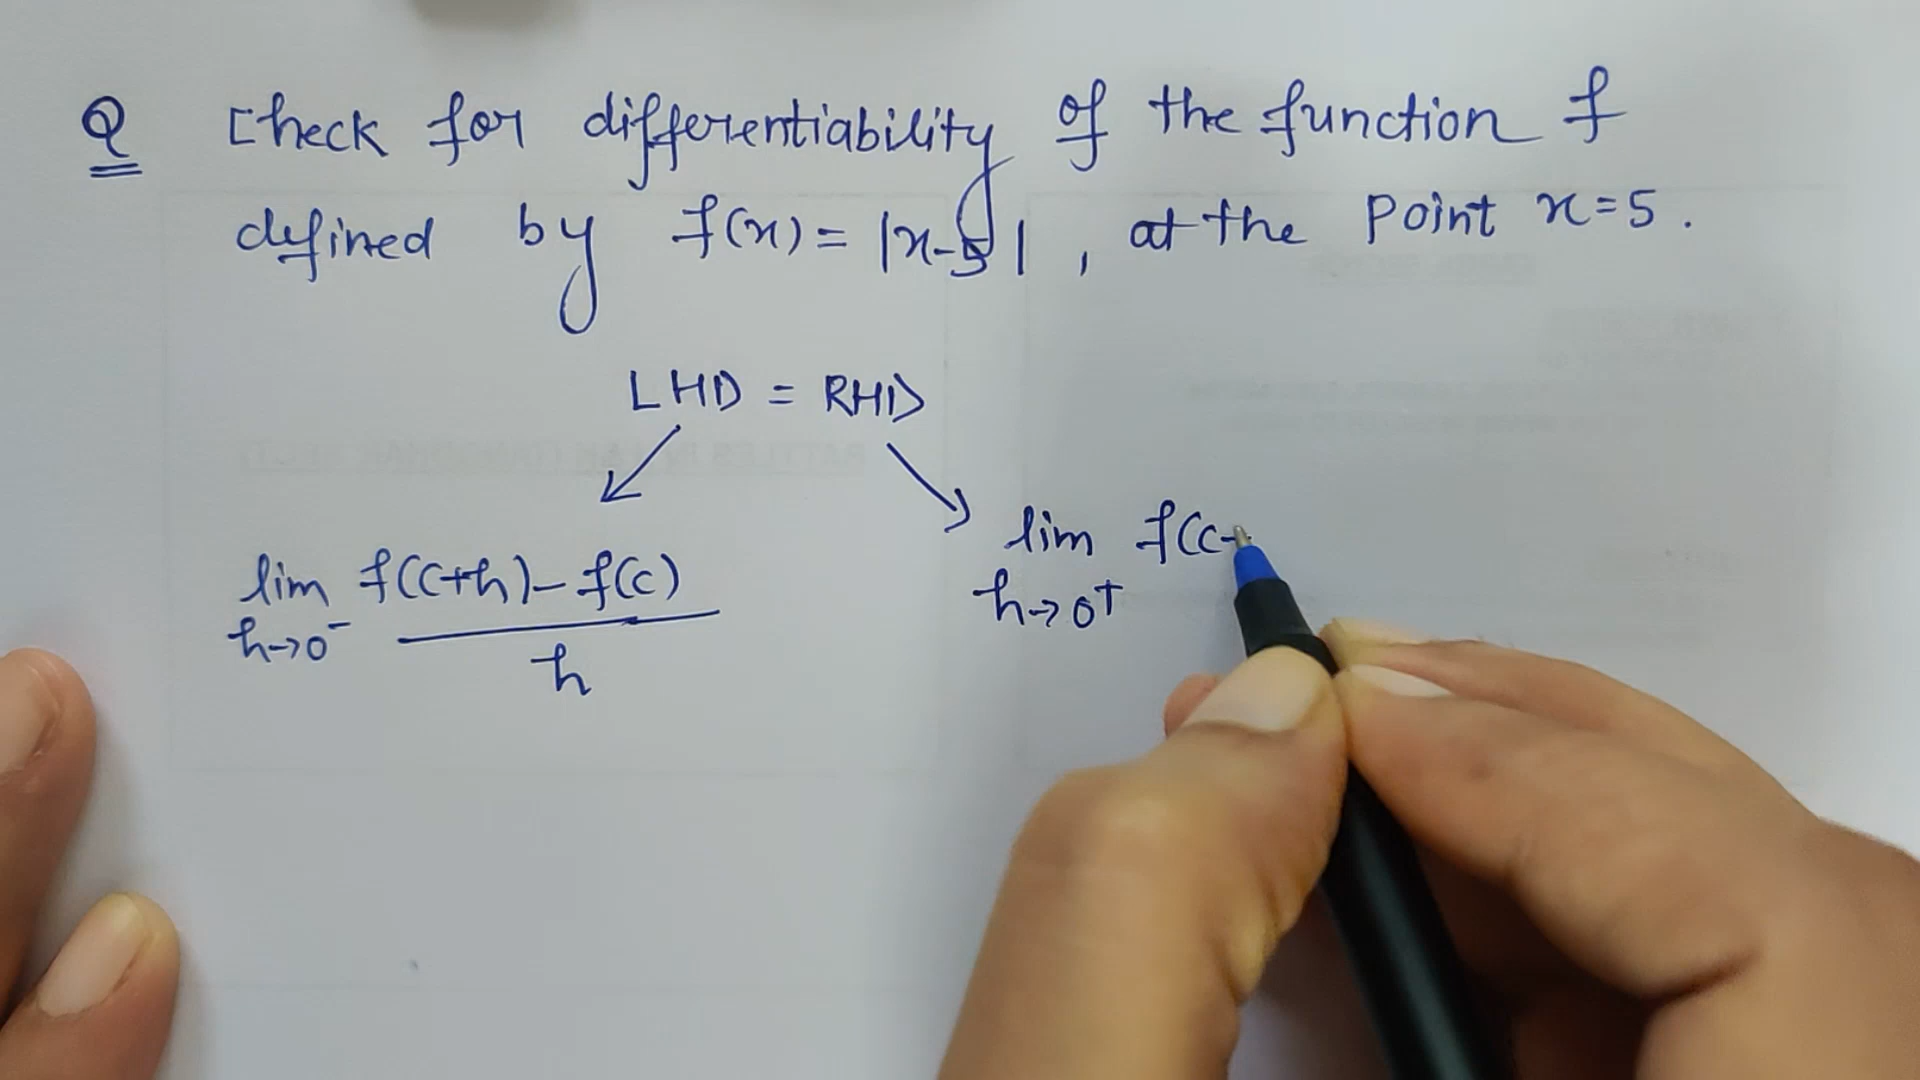 Q Check for differentiability of the function f
defined by f(x) = |x-5| , at the Point x=5.
LHD = RHD
lim f(c+h) - f(c)
h→0⁻ h
lim f(c+
h→0⁺